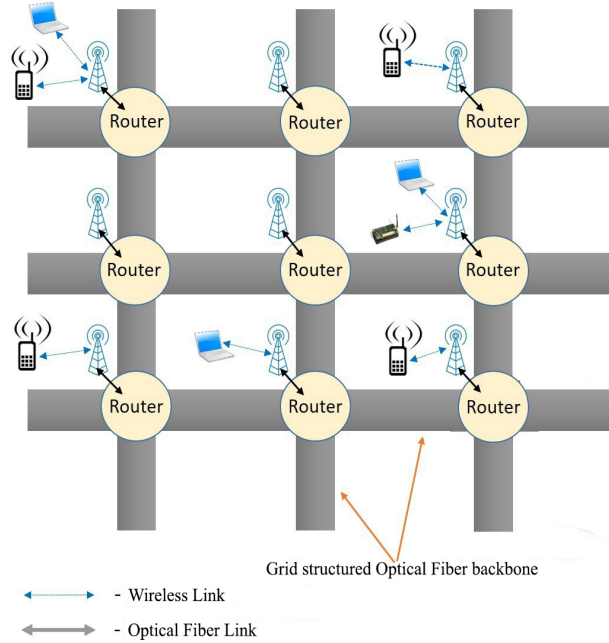 Router Router Router
Router Router Router
Router Router Router
Grid structured Optical Fiber backbone
- Wireless Link
- Optical Fiber Link